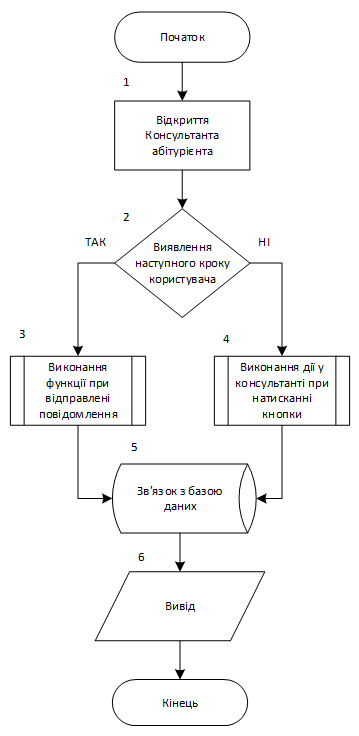 Початок
1
Відкриття
Консультанта
абітурієнта
2
ТАК
НІ
Виявлення
наступного кроку
користувача
3
4
Виконання
функції при
відправлені
повідомлення
Виконання дії у
консультанті при
натисканні
кнопки
5
Зв'язок з базою
даних
6
Вивід
Кінець